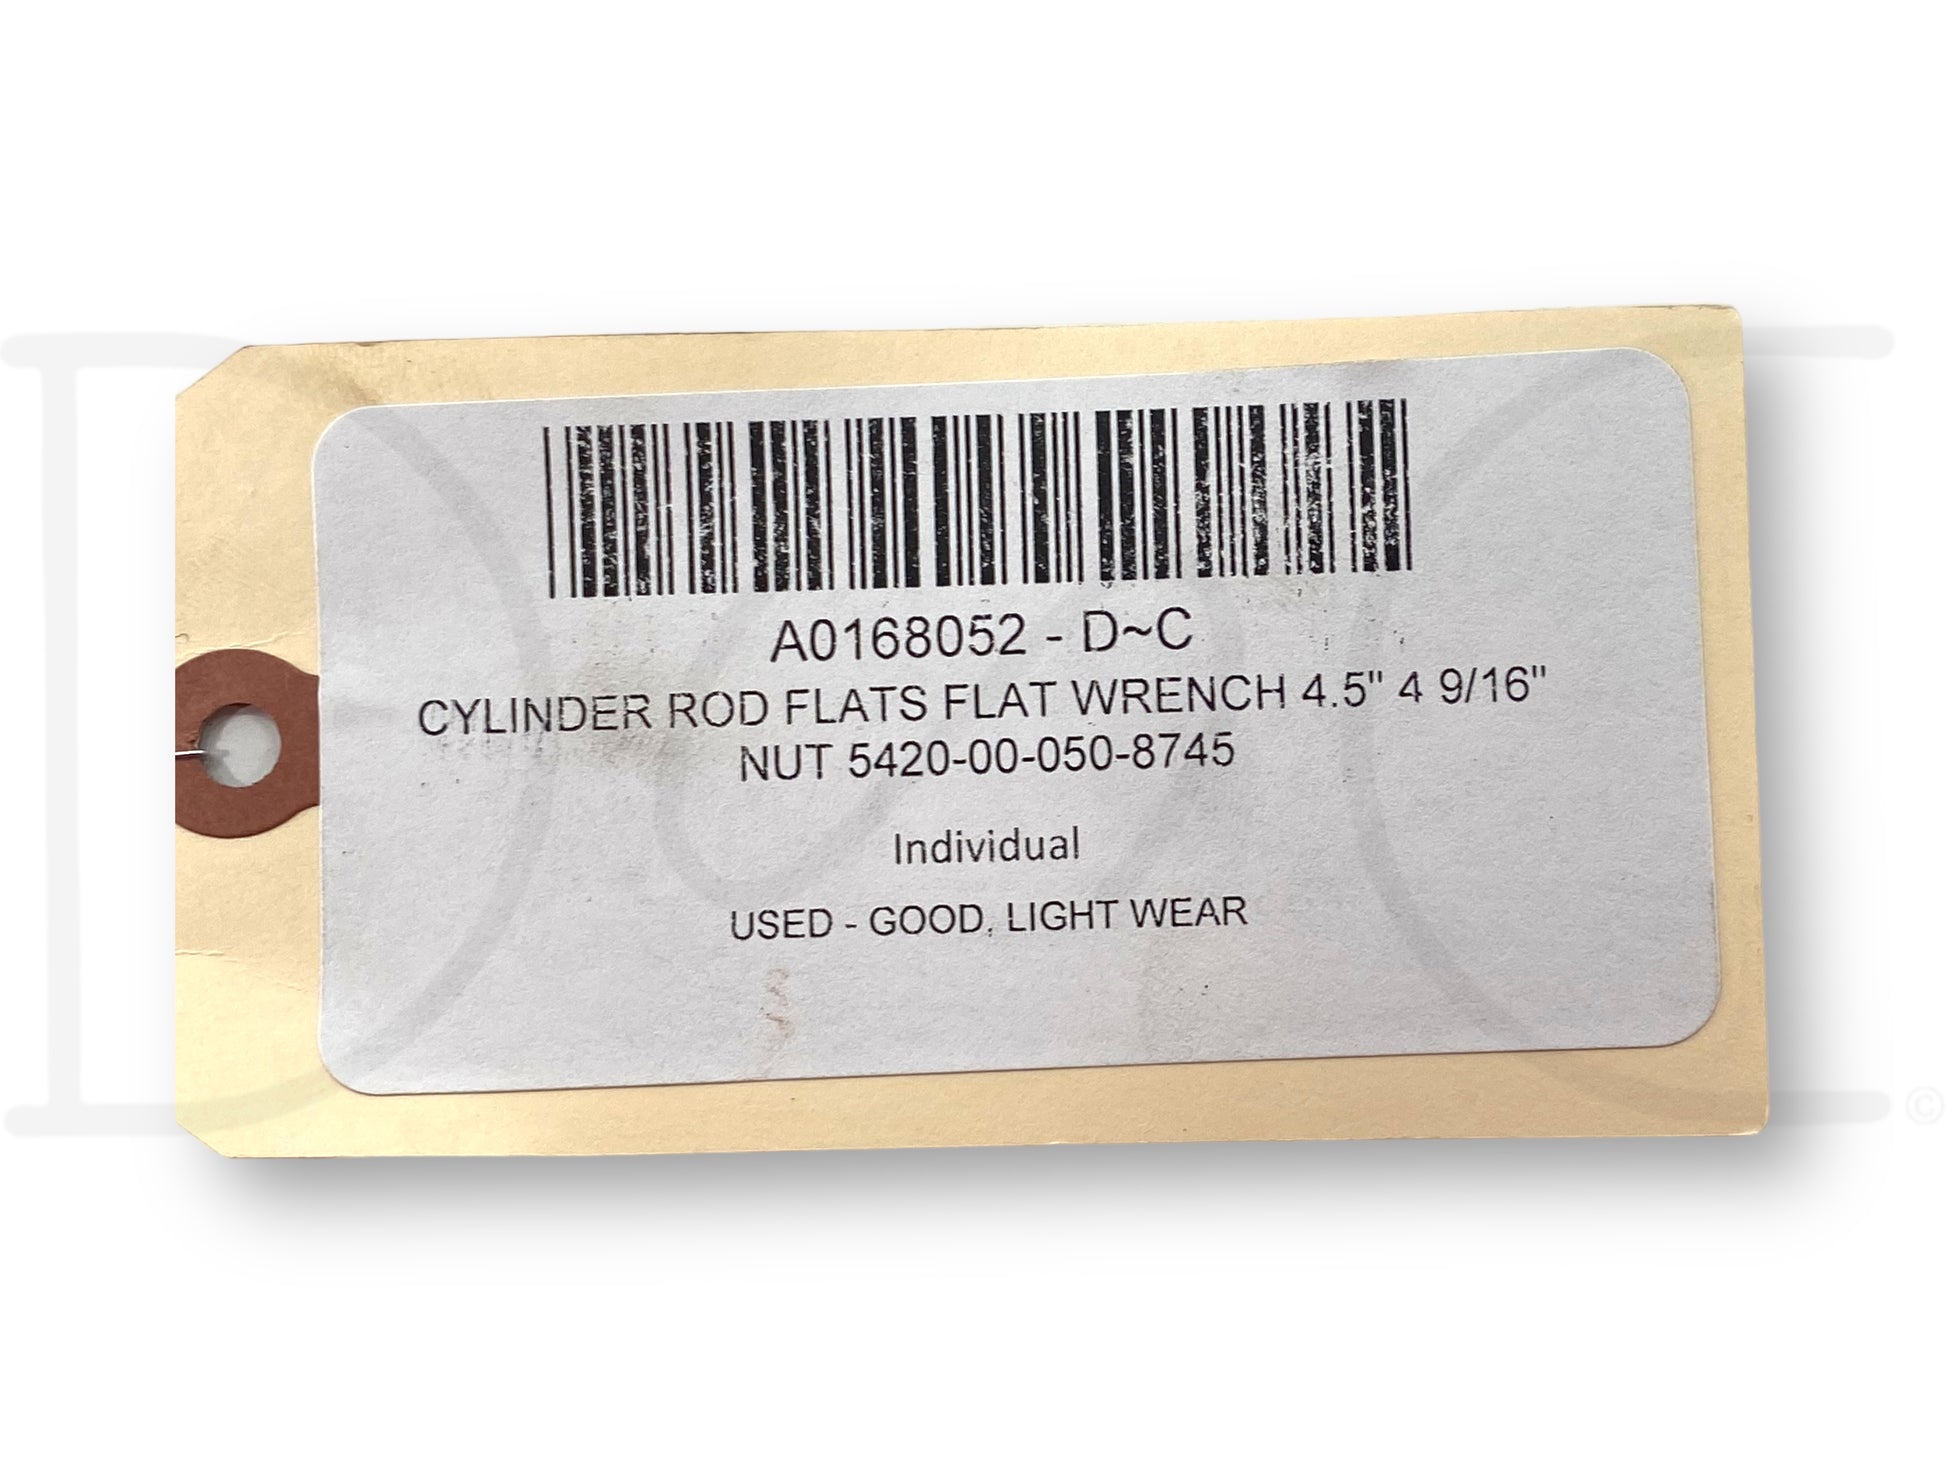 A0168052 - D~C
CYLINDER ROD FLATS FLAT WRENCH 4.5" 4 9/16"
NUT 5420-00-050-8745
Individual
USED - GOOD, LIGHT WEAR
©